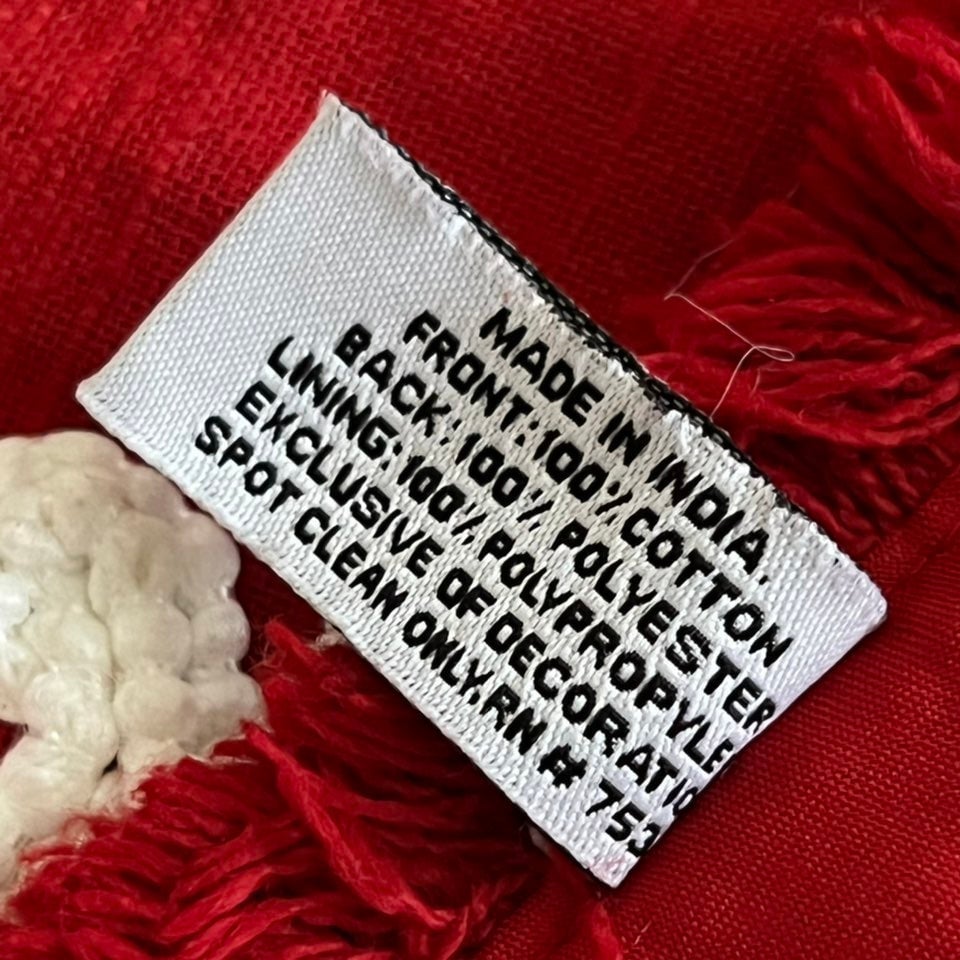 MADE IN INDIA.
FRONT: 100% COTTON
BACK: 100% POLYESTER
LINING: 100% POLYPROPYLE
EXCLUSIVE OF DECORATIO
SPOT CLEAN ONLY.RN # 753